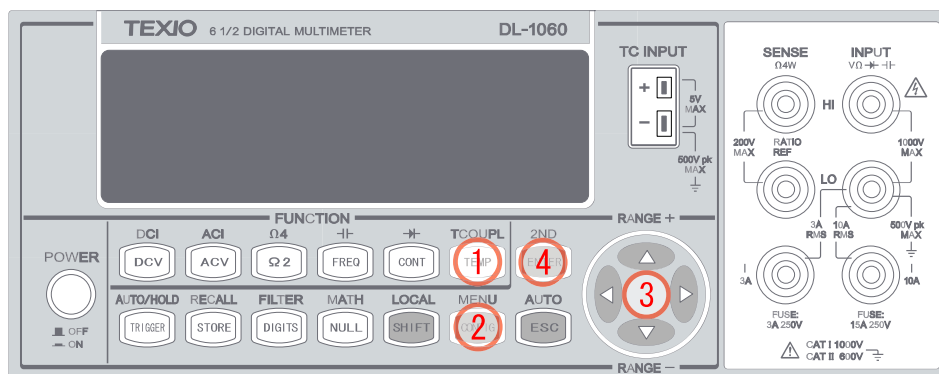 TEXIO 6 1/2 DIGITAL MULTIMETER DL-1060
TC INPUT
+
−
5V
MAX
500V pk
MAX
SENSE
Ω4W
INPUT
VΩ
HI
200V
MAX
RATIO
REF
1000V
MAX
LO
3A
RMS
10A
RMS
500V pk
MAX
3A
10A
FUSE:
3A 250V
FUSE:
15A 250V
CAT I 1000V
CAT II 600V
FUNCTION
POWER
OFF
ON
DCI ACI Ω4 TCOUPL 2ND
DCV ACV Ω2 FREQ CONT TEMP ENTER
1 4
AUTO/HOLD RECALL FILTER MATH LOCAL MENU AUTO
TRIGGER STORE DIGITS NULL SHIFT CONFIG ESC
2
RANGE +
3
RANGE −